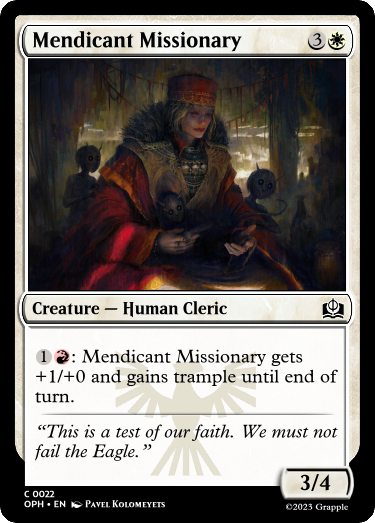 Mendicant Missionary 3
Creature — Human Cleric
1: Mendicant Missionary gets
+1/+0 and gains trample until end of
turn.
“This is a test of our faith. We must not
fail the Eagle.”
3/4
C 0022
OPH • EN Pavel Kolomeyets
©2023 Grapple